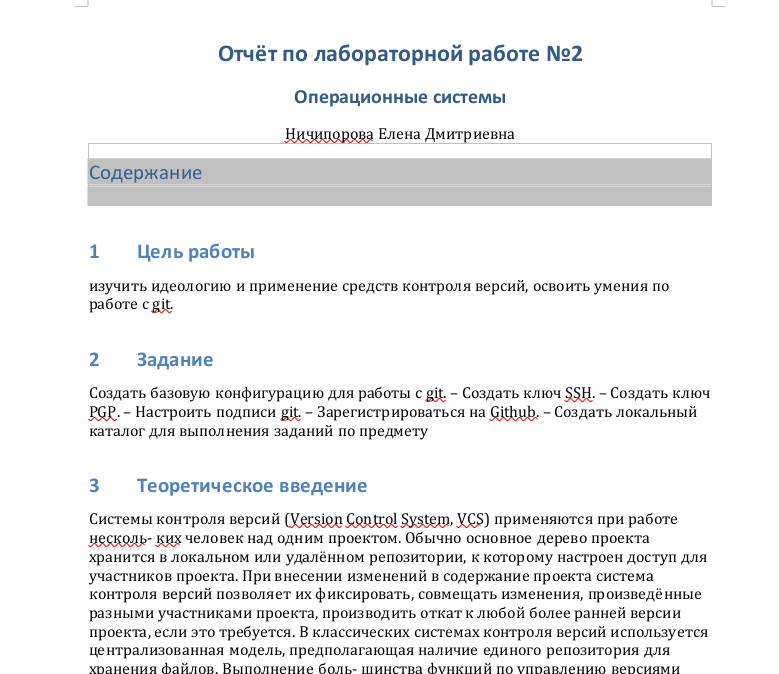 Отчёт по лабораторной работе №2
Операционные системы
Ничипорова Елена Дмитриевна
Содержание
1 Цель работы
изучить идеологию и применение средств контроля версий, освоить умения по
работе с git.
2 Задание
Создать базовую конфигурацию для работы с git. – Создать ключ SSH. – Создать ключ
PGP. – Настроить подписи git. – Зарегистрироваться на Github. – Создать локальный
каталог для выполнения заданий по предмету
3 Теоретическое введение
Системы контроля версий (Version Control System, VCS) применяются при работе
несколь- ких человек над одним проектом. Обычно основное дерево проекта
хранится в локальном или удалённом репозитории, к которому настроен доступ для
участников проекта. При внесении изменений в содержание проекта система
контроля версий позволяет их фиксировать, совмещать изменения, произведённые
разными участниками проекта, производить откат к любой более ранней версии
проекта, если это требуется. В классических системах контроля версий используется
централизованная модель, предполагающая наличие единого репозитория для
хранения файлов. Выполнение боль- шинства функций по управлению версиями